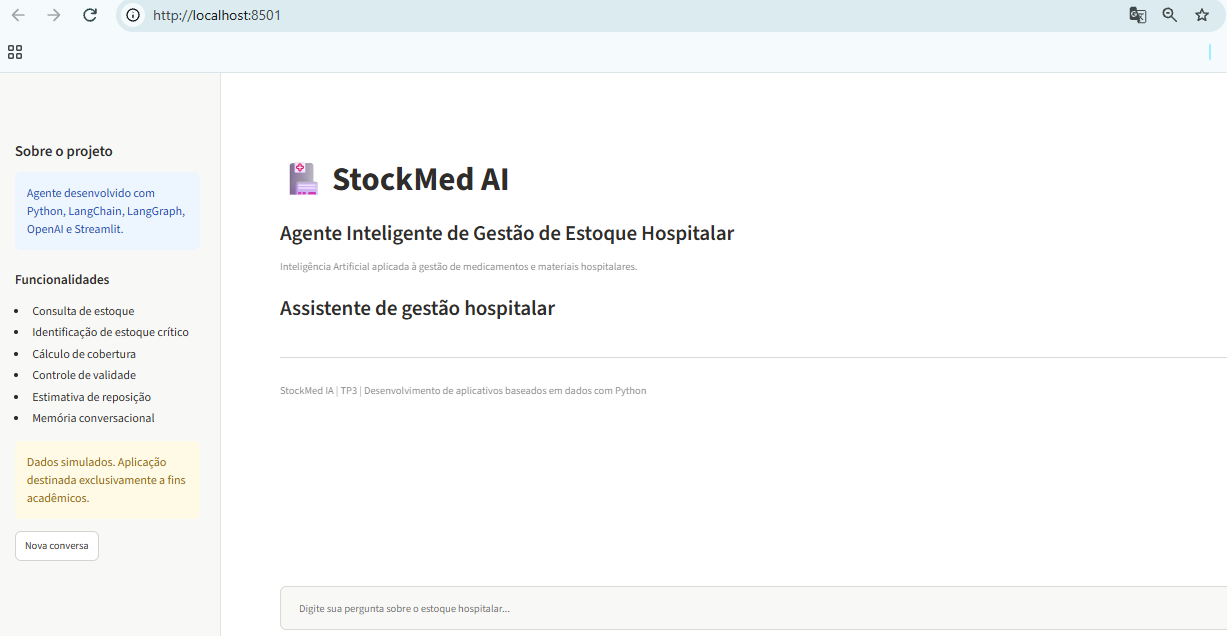 http://localhost:8501
Sobre o projeto
Agente desenvolvido com
Python, LangChain, LangGraph,
OpenAI e Streamlit.
Funcionalidades
Consulta de estoque
Identificação de estoque crítico
Cálculo de cobertura
Controle de validade
Estimativa de reposição
Memória conversacional
Dados simulados. Aplicação
destinada exclusivamente a fins
acadêmicos.
Nova conversa
StockMed AI
Agente Inteligente de Gestão de Estoque Hospitalar
Inteligência Artificial aplicada à gestão de medicamentos e materiais hospitalares.
Assistente de gestão hospitalar
StockMed IA | TP3 | Desenvolvimento de aplicativos baseados em dados com Python
Digite sua pergunta sobre o estoque hospitalar...